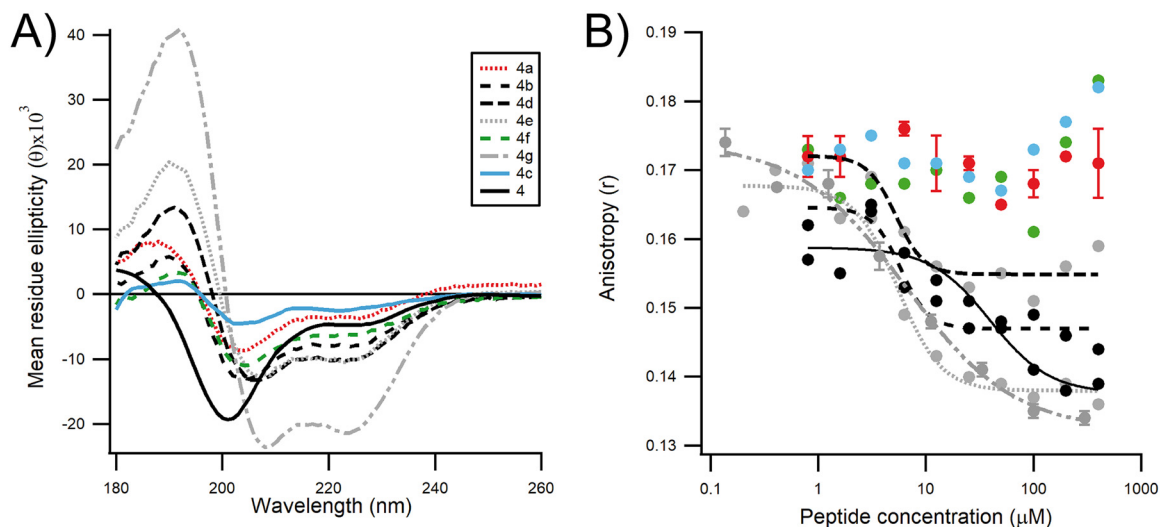 A)
Mean residue ellipticity (θ)x10³
40
30
20
10
0
-10
-20
180
200
220
240
260
Wavelength (nm)
4a
4b
4d
4e
4f
4g
4c
4
B)
Anisotropy (r)
0.19
0.18
0.17
0.16
0.15
0.14
0.13
0.1
1
10
100
1000
Peptide concentration (μM)